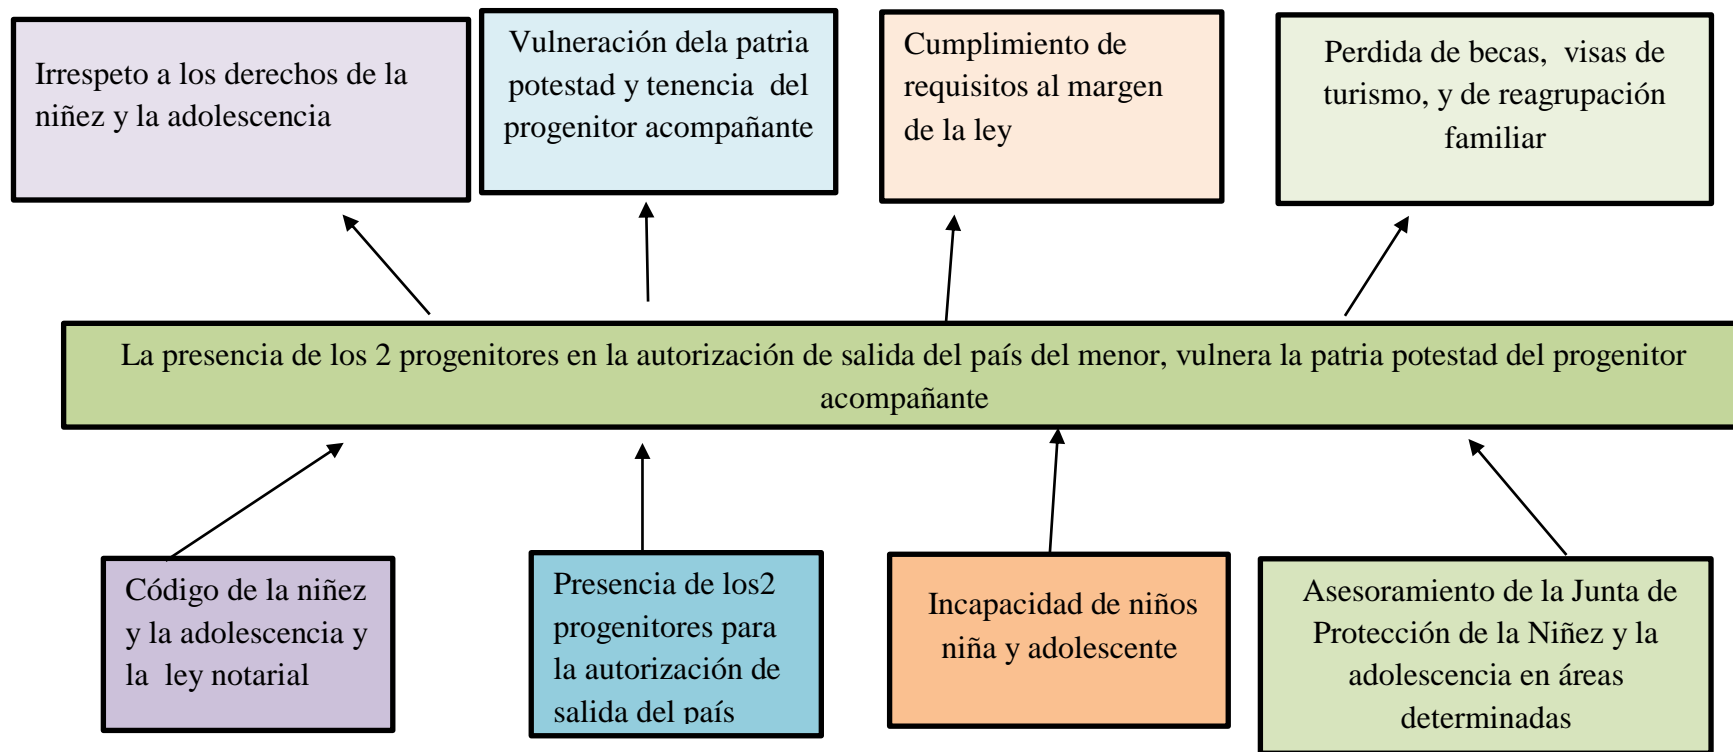 Irrespeto a los derechos de la
niñez y la adolescencia
Vulneración dela patria
potestad y tenencia del
progenitor acompañante
Cumplimiento de
requisitos al margen
de la ley
Perdida de becas, visas de
turismo, y de reagrupación
familiar
La presencia de los 2 progenitores en la autorización de salida del país del menor, vulnera la patria potestad del progenitor
acompañante
Código de la niñez
y la adolescencia y
la ley notarial
Presencia de los2
progenitores para
la autorización de
salida del país
Incapacidad de niños
niña y adolescente
Asesoramiento de la Junta de
Protección de la Niñez y la
adolescencia en áreas
determinadas